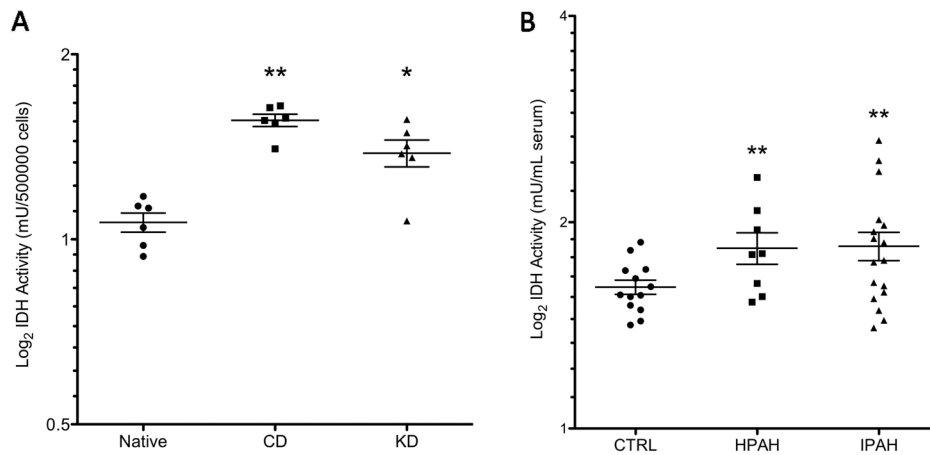 A
Log2 IDH Activity (mU/500000 cells)
2
1
0.5
**
*
Native
CD
KD
B
Log2 IDH Activity (mU/mL serum)
4
2
1
**
**
CTRL
HPAH
IPAH